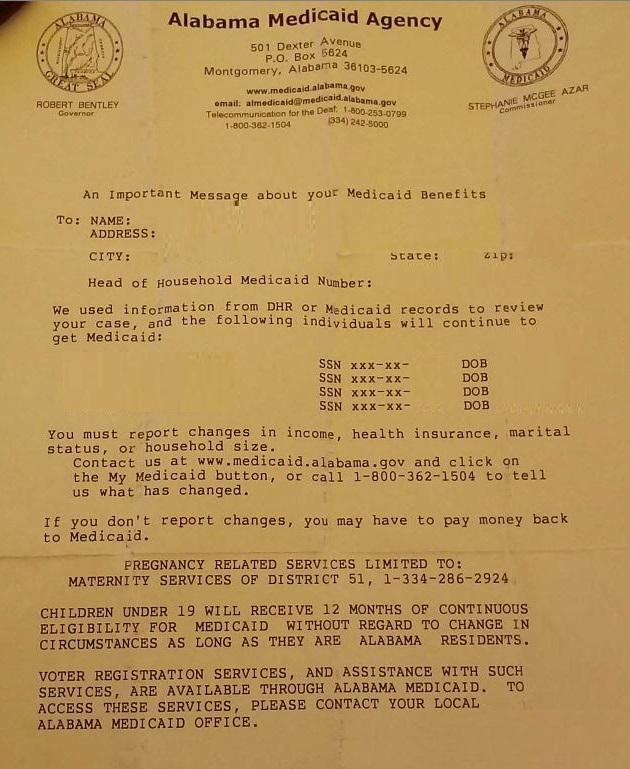 Alabama Medicaid Agency
501 Dexter Avenue
P.O. Box 5624
Montgomery, Alabama 36103-5624
www.medicaid.alabama.gov
email: almedicaid@medicaid.alabama.gov
Telecommunication for the Deaf: 1-800-253-0799
1-800-362-1504 (334) 242-5000
ALABAMA
GREAT SEAL
ROBERT BENTLEY
Governor
ALABAMA
MEDICAID
STEPHANIE MCGEE AZAR
Commissioner
An Important Message about your Medicaid Benefits
To: NAME:
ADDRESS:
CITY: State: Zip:
Head of Household Medicaid Number:
We used information from DHR or Medicaid records to review
your case, and the following individuals will continue to
get Medicaid:
SSN xxx-xx- DOB
SSN xxx-xx- DOB
SSN xxx-xx- DOB
SSN xxx-xx- DOB
You must report changes in income, health insurance, marital
status, or household size.
Contact us at www.medicaid.alabama.gov and click on
the My Medicaid button, or call 1-800-362-1504 to tell
us what has changed.
If you don't report changes, you may have to pay money back
to Medicaid.
PREGNANCY RELATED SERVICES LIMITED TO:
MATERNITY SERVICES OF DISTRICT 51, 1-334-286-2924
CHILDREN UNDER 19 WILL RECEIVE 12 MONTHS OF CONTINUOUS
ELIGIBILITY FOR MEDICAID WITHOUT REGARD TO CHANGE IN
CIRCUMSTANCES AS LONG AS THEY ARE ALABAMA RESIDENTS.
VOTER REGISTRATION SERVICES, AND ASSISTANCE WITH SUCH
SERVICES, ARE AVAILABLE THROUGH ALABAMA MEDICAID. TO
ACCESS THESE SERVICES, PLEASE CONTACT YOUR LOCAL
ALABAMA MEDICAID OFFICE.